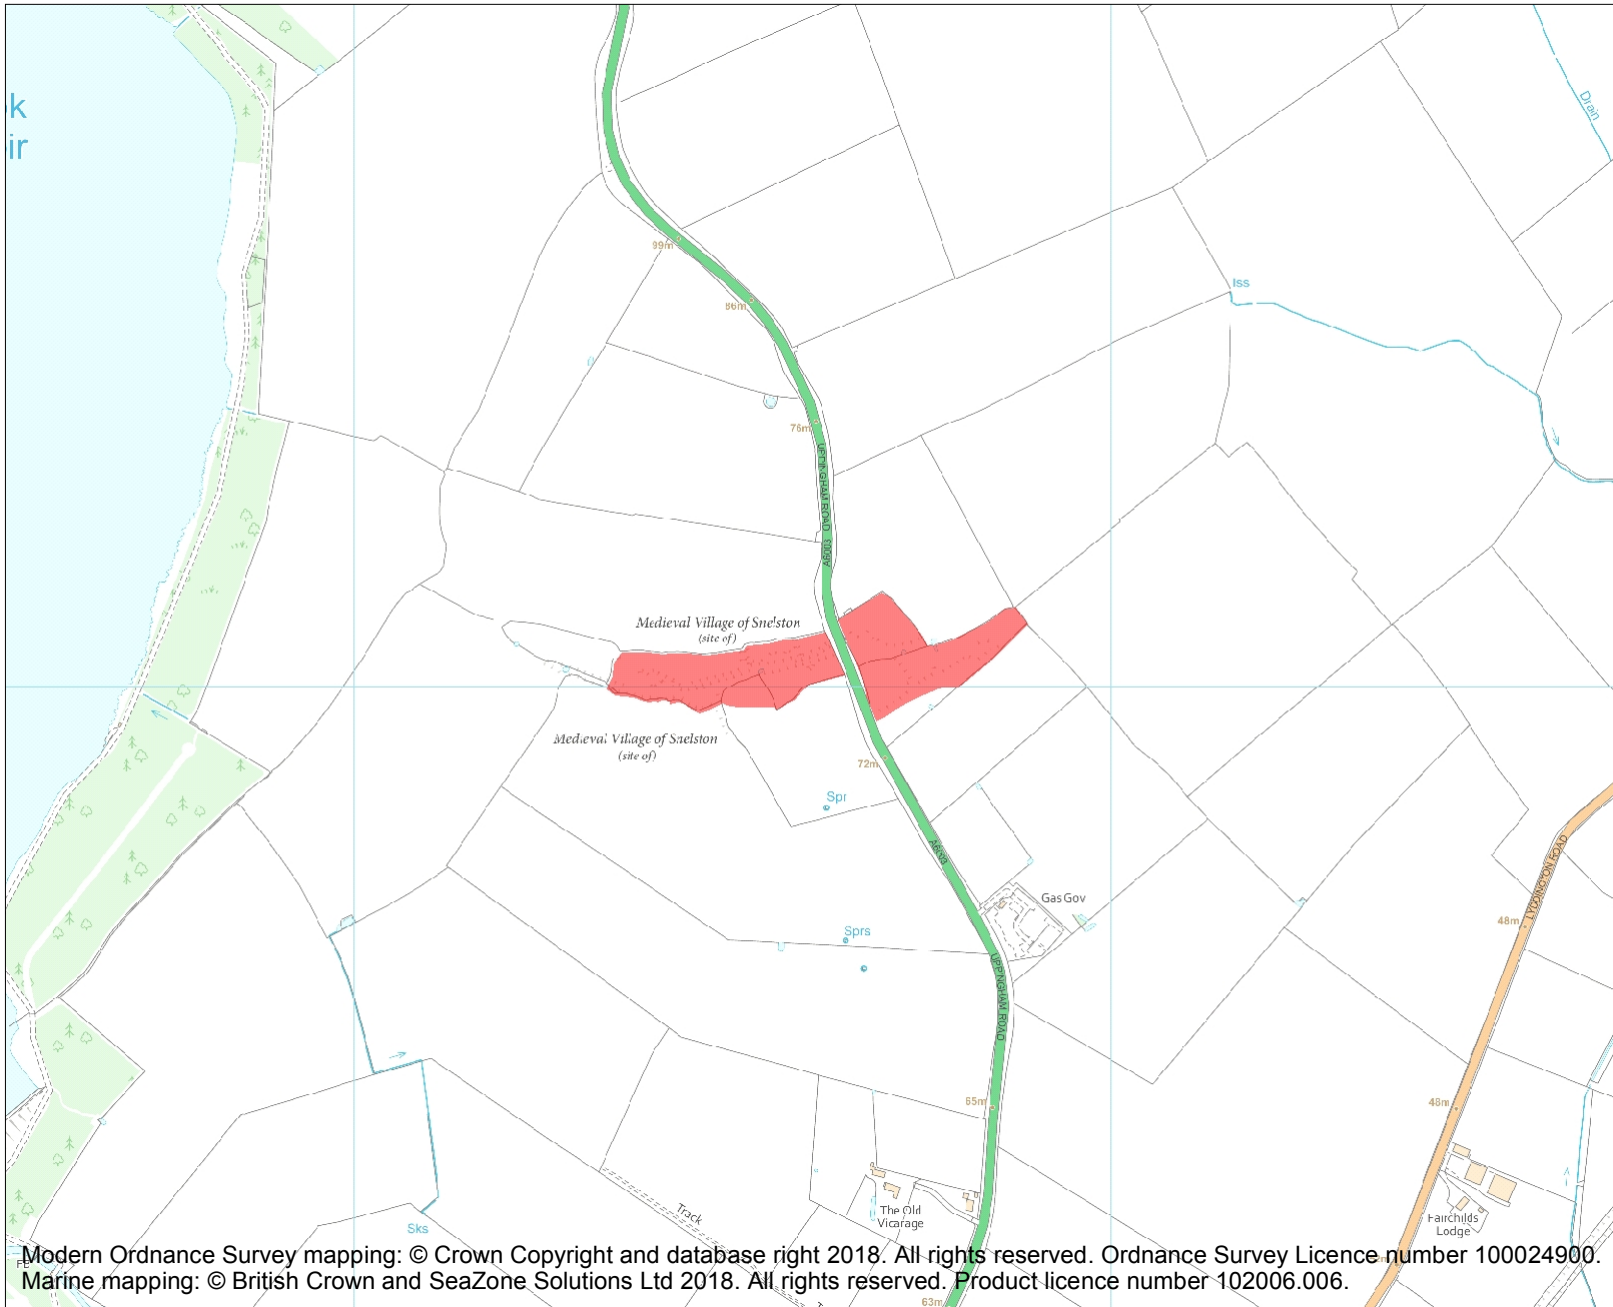 k
ir
Drain
99m
Iss
86m
76m
UPPINGHAM ROAD A6003
Medieval Village of Snelston
(site of)
Medieval Village of Snelston
(site of)
72m
Spr
A6003
LYDDINGTON ROAD
Gas Gov
48m
Sprs
UPPINGHAM ROAD
65m
48m
Track
The Old
Vicarage
Fairchilds
Lodge
Sks
FB
Modern Ordnance Survey mapping: © Crown Copyright and database right 2018. All rights reserved. Ordnance Survey Licence number 100024900.
Marine mapping: © British Crown and SeaZone Solutions Ltd 2018. All rights reserved. Product licence number 102006.006.
63m